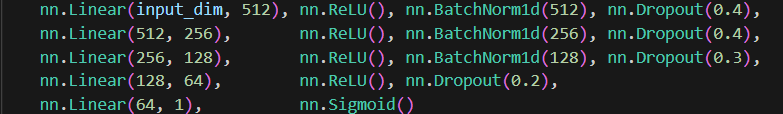 nn.Linear(input_dim, 512), nn.ReLU(), nn.BatchNorm1d(512), nn.Dropout(0.4),
nn.Linear(512, 256),       nn.ReLU(), nn.BatchNorm1d(256), nn.Dropout(0.4),
nn.Linear(256, 128),       nn.ReLU(), nn.BatchNorm1d(128), nn.Dropout(0.3),
nn.Linear(128, 64),        nn.ReLU(), nn.Dropout(0.2),
nn.Linear(64, 1),          nn.Sigmoid()